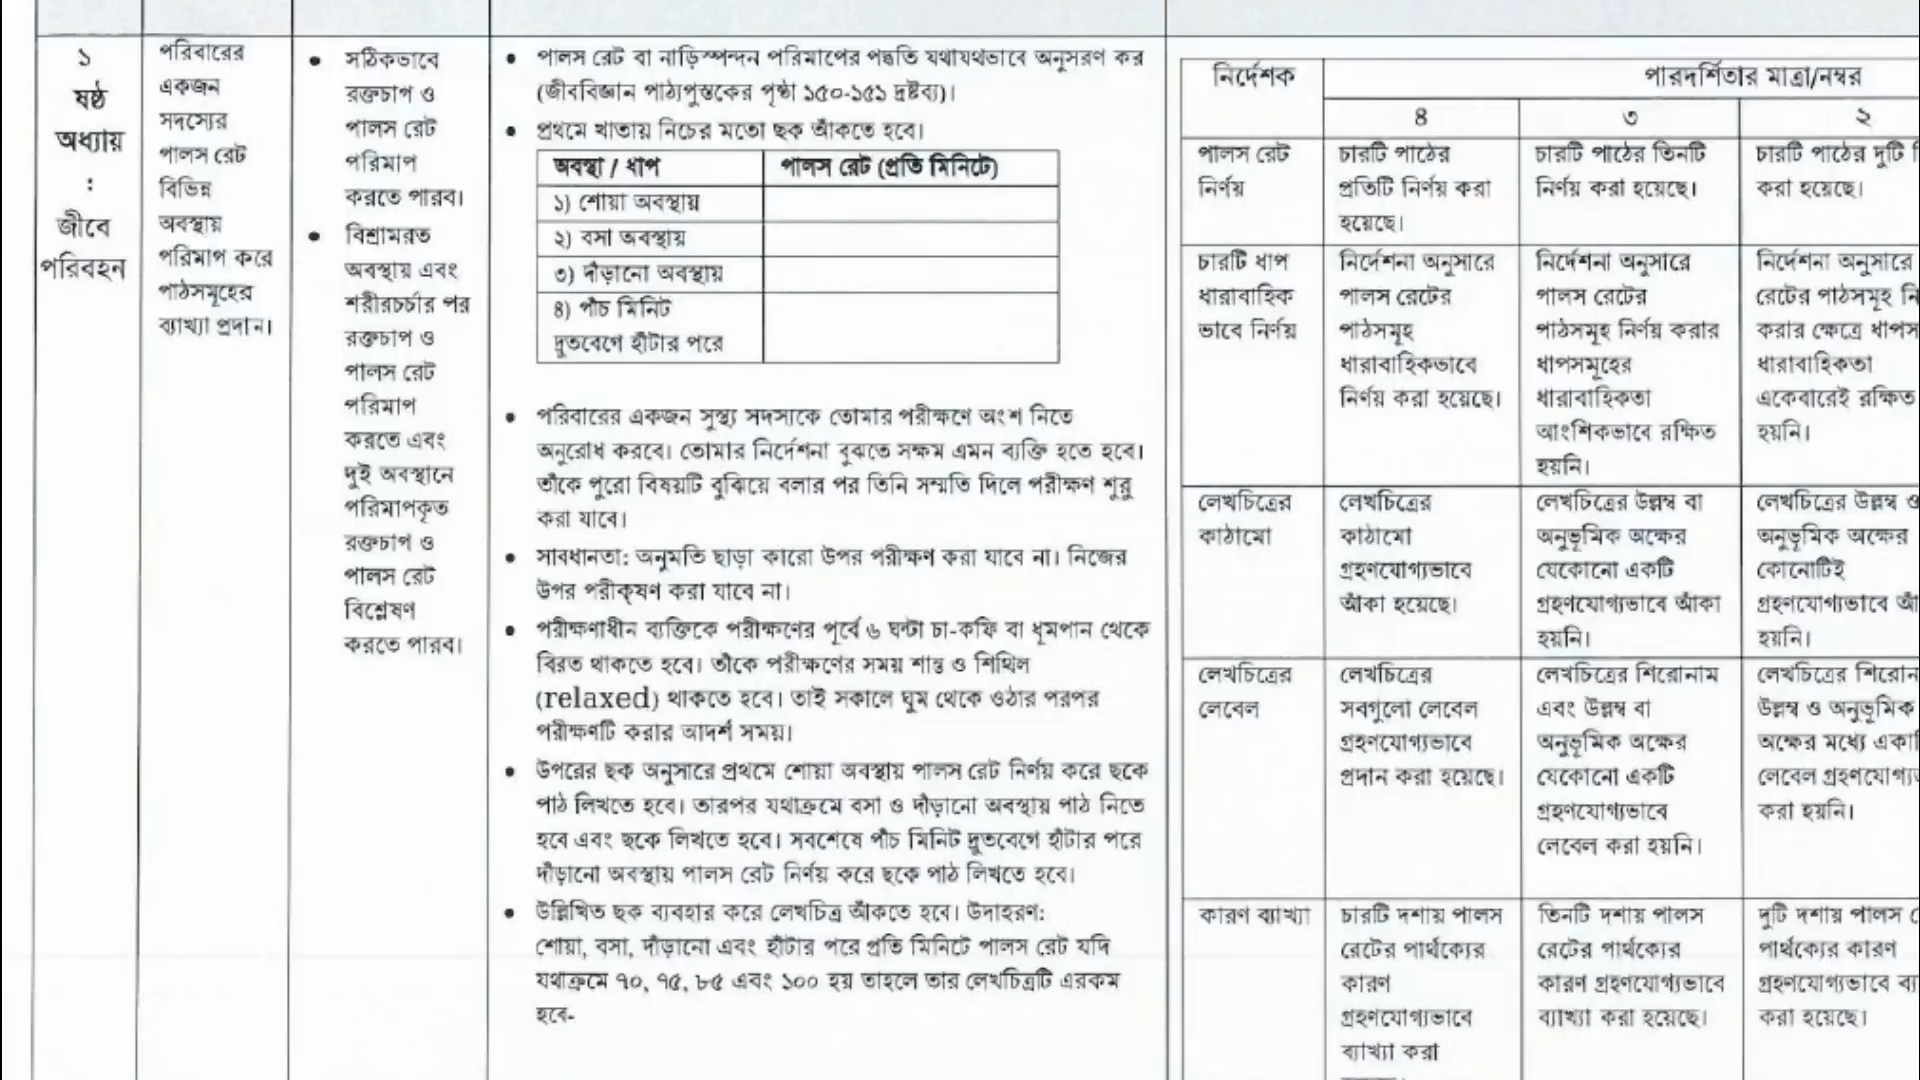 ১
ষষ্ঠ
অধ্যায়
:
জীবে
পরিবহন
পরিবারের
একজন
সদস্যের
পালস রেট
বিভিন্ন
অবস্থায়
পরিমাপ করে
পাঠসমূহের
ব্যাখ্যা প্রদান।
• সঠিকভাবে
রক্তচাপ ও
পালস রেট
পরিমাপ
করতে পারব।
• বিশ্রামরত
অবস্থায় এবং
শরীরচর্চার পর
রক্তচাপ ও
পালস রেট
পরিমাপ
করতে এবং
দুই অবস্থানে
পরিমাপকৃত
রক্তচাপ ও
পালস রেট
বিশ্লেষণ
করতে পারব।
• পালস রেট বা নাড়িস্পন্দন পরিমাপের পদ্ধতি যথাযথভাবে অনুসরণ কর
(জীববিজ্ঞান পাঠ্যপুস্তকের পৃষ্ঠা ১৫০-১৫১ দ্রষ্টব্য)।
• প্রথমে খাতায় নিচের মতো ছক আঁকতে হবে।
অবস্থা / ধাপ পালস রেট (প্রতি মিনিটে)
১) শোয়া অবস্থায়
২) বসা অবস্থায়
৩) দাঁড়ানো অবস্থায়
৪) পাঁচ মিনিট
দ্রুতবেগে হাঁটার পরে
• পরিবারের একজন সুস্থ্য সদস্যকে তোমার পরীক্ষণে অংশ নিতে
অনুরোধ করবে। তোমার নির্দেশনা বুঝতে সক্ষম এমন ব্যক্তি হতে হবে।
তাঁকে পুরো বিষয়টি বুঝিয়ে বলার পর তিনি সম্মতি দিলে পরীক্ষণ শুরু
করা যাবে।
• সাবধানতা: অনুমতি ছাড়া কারো উপর পরীক্ষণ করা যাবে না। নিজের
উপর পরীক্ষণ করা যাবে না।
• পরীক্ষণাধীন ব্যক্তিকে পরীক্ষণের পূর্বে ৬ ঘন্টা চা-কফি বা ধূমপান থেকে
বিরত থাকতে হবে। তাঁকে পরীক্ষণের সময় শান্ত ও শিথিল
(relaxed) থাকতে হবে। তাই সকালে ঘুম থেকে ওঠার পরপর
পরীক্ষণটি করার আদর্শ সময়।
• উপরের ছক অনুসারে প্রথমে শোয়া অবস্থায় পালস রেট নির্ণয় করে ছকে
পাঠ লিখতে হবে। তারপর যথাক্রমে বসা ও দাঁড়ানো অবস্থায় পাঠ নিতে
হবে এবং ছকে লিখতে হবে। সবশেষে পাঁচ মিনিট দ্রুতবেগে হাঁটার পরে
দাঁড়ানো অবস্থায় পালস রেট নির্ণয় করে ছকে পাঠ লিখতে হবে।
• উল্লিখিত ছক ব্যবহার করে লেখচিত্র আঁকতে হবে। উদাহরণ:
শোয়া, বসা, দাঁড়ানো এবং হাঁটার পরে প্রতি মিনিটে পালস রেট যদি
যথাক্রমে ৭০, ৭৫, ৮৫ এবং ১০০ হয় তাহলে তার লেখচিত্রটি এরকম
হবে-
নির্দেশক
পারদর্শিতার মাত্রা/নম্বর
৪ ৩ ২
পালস রেট
নির্ণয়
চারটি পাঠের
প্রতিটি নির্ণয় করা
হয়েছে।
চারটি পাঠের তিনটি
নির্ণয় করা হয়েছে।
চারটি পাঠের দুটি
করা হয়েছে।
চারটি ধাপ
ধারাবাহিক
ভাবে নির্ণয়
নির্দেশনা অনুসারে
পালস রেটের
পাঠসমূহ
ধারাবাহিকভাবে
নির্ণয় করা হয়েছে।
নির্দেশনা অনুসারে
পালস রেটের
পাঠসমূহ নির্ণয় করার
ধাপসমূহের
ধারাবাহিকতা
আংশিকভাবে রক্ষিত
হয়নি।
নির্দেশনা অনুসারে
রেটের পাঠসমূহ
করার ক্ষেত্রে
ধারাবাহিকতা
একেবারেই রক্ষিত
হয়নি।
লেখচিত্রের
কাঠামো
লেখচিত্রের
কাঠামো
গ্রহণযোগ্যভাবে
আঁকা হয়েছে।
লেখচিত্রের উল্লম্ব বা
অনুভূমিক অক্ষের
যেকোনো একটি
গ্রহণযোগ্যভাবে আঁকা
হয়নি।
লেখচিত্রের উল্লম্ব ও
অনুভূমিক অক্ষের
কোনোটিই
গ্রহণযোগ্যভাবে
হয়নি।
লেখচিত্রের
লেবেল
লেখচিত্রের
সবগুলো লেবেল
গ্রহণযোগ্যভাবে
প্রদান করা হয়েছে।
লেখচিত্রের শিরোনাম
এবং উল্লম্ব বা
অনুভূমিক অক্ষের
যেকোনো একটি
গ্রহণযোগ্যভাবে
লেবেল করা হয়নি।
লেখচিত্রের
উল্লম্ব ও অনুভূমিক
অক্ষের মধ্যে
লেবেল
করা হয়নি।
কারণ ব্যাখ্যা
চারটি দশায় পালস
রেটের পার্থক্যের
কারণ
গ্রহণযোগ্যভাবে
ব্যাখ্যা করা
তিনটি দশায় পালস
রেটের পার্থক্যের
কারণ গ্রহণযোগ্যভাবে
ব্যাখ্যা করা হয়েছে।
দুটি দশায় পালস
পার্থক্যের কারণ
গ্রহণযোগ্যভাবে
করা হয়েছে।